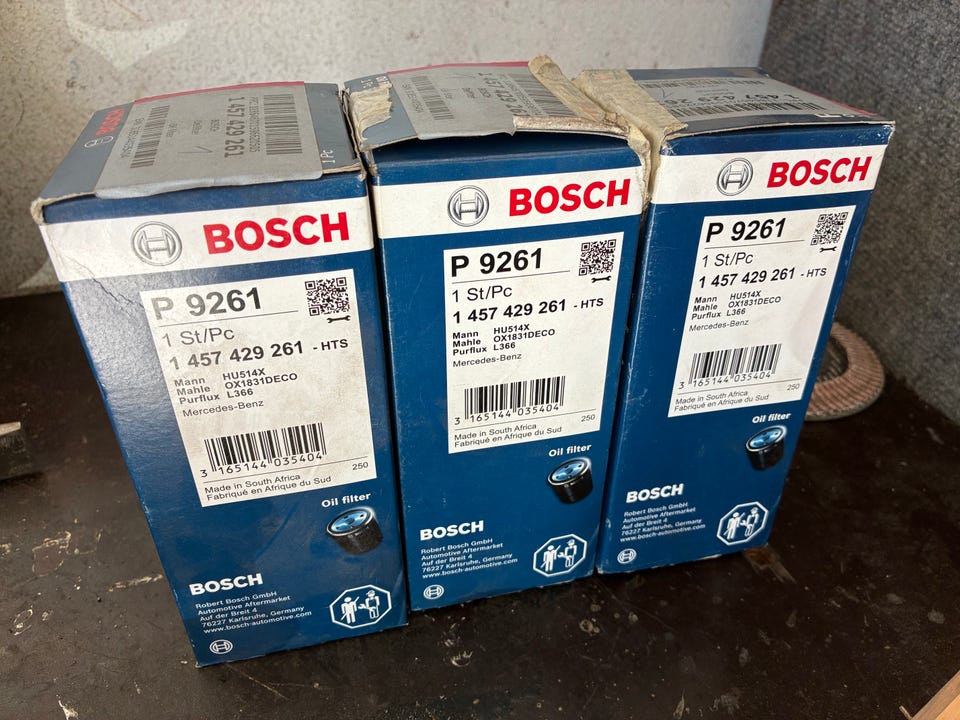 BOSCH
1 457 429 261
1 Pc
BOSCH
P 9261
1 St/Pc
1 457 429 261 - HTS
Mann HU514X
Mahle OX1831DECO
Purflux L366
Mercedes-Benz
3 165144 035404
250
Made in South Africa
Fabriqué en Afrique du Sud
Oil filter
BOSCH
Robert Bosch GmbH
Automotive Aftermarket
Auf der Breit 4
76227 Karlsruhe, Germany
www.bosch-automotive.com
BOSCH
P 9261
1 St/Pc
1 457 429 261 - HTS
Mann HU514X
Mahle OX1831DECO
Purflux L366
Mercedes-Benz
3 165144 035404
250
Made in South Africa
Fabriqué en Afrique du Sud
Oil filter
BOSCH
Robert Bosch GmbH
Automotive Aftermarket
Auf der Breit 4
76227 Karlsruhe, Germany
www.bosch-automotive.com
BOSCH
P 9261
1 St/Pc
1 457 429 261 - HTS
Mann HU514X
Mahle OX1831DECO
Purflux L366
Mercedes-Benz
3 165144 035404
250
Made in South Africa
Fabriqué en Afrique du Sud
Oil filter
BOSCH
Robert Bosch GmbH
Automotive Aftermarket
Auf der Breit 4
76227 Karlsruhe, Germany
www.bosch-automotive.com